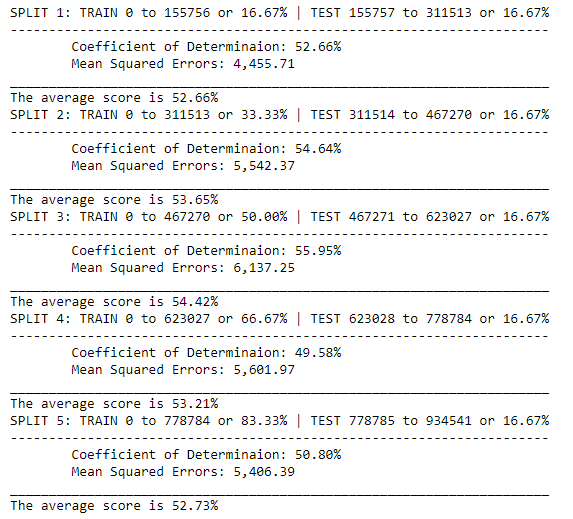 SPLIT 1: TRAIN 0 to 155756 or 16.67% | TEST 155757 to 311513 or 16.67%
---------------------------------------------------------------------
Coefficient of Determinaion: 52.66%
Mean Squared Errors: 4,455.71
_____________________________________________________________________
The average score is 52.66%
SPLIT 2: TRAIN 0 to 311513 or 33.33% | TEST 311514 to 467270 or 16.67%
---------------------------------------------------------------------
Coefficient of Determinaion: 54.64%
Mean Squared Errors: 5,542.37
_____________________________________________________________________
The average score is 53.65%
SPLIT 3: TRAIN 0 to 467270 or 50.00% | TEST 467271 to 623027 or 16.67%
---------------------------------------------------------------------
Coefficient of Determinaion: 55.95%
Mean Squared Errors: 6,137.25
_____________________________________________________________________
The average score is 54.42%
SPLIT 4: TRAIN 0 to 623027 or 66.67% | TEST 623028 to 778784 or 16.67%
---------------------------------------------------------------------
Coefficient of Determinaion: 49.58%
Mean Squared Errors: 5,601.97
_____________________________________________________________________
The average score is 53.21%
SPLIT 5: TRAIN 0 to 778784 or 83.33% | TEST 778785 to 934541 or 16.67%
---------------------------------------------------------------------
Coefficient of Determinaion: 50.80%
Mean Squared Errors: 5,406.39
_____________________________________________________________________
The average score is 52.73%